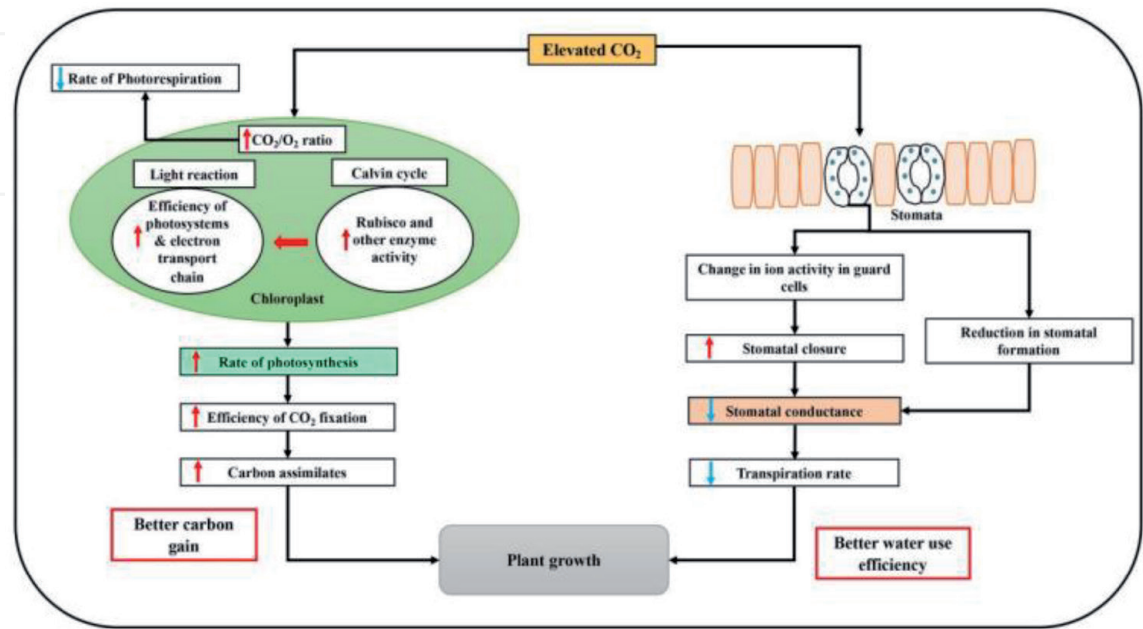 Elevated CO₂
Rate of Photorespiration
CO₂/O₂ ratio
Light reaction
Calvin cycle
Efficiency of
photosystems
& electron
transport
chain
Rubisco and
other enzyme
activity
Chloroplast
Rate of photosynthesis
Efficiency of CO₂ fixation
Carbon assimilates
Better carbon
gain
Stomata
Change in ion activity in guard
cells
Stomatal closure
Reduction in stomatal
formation
Stomatal conductance
Transpiration rate
Better water use
efficiency
Plant growth